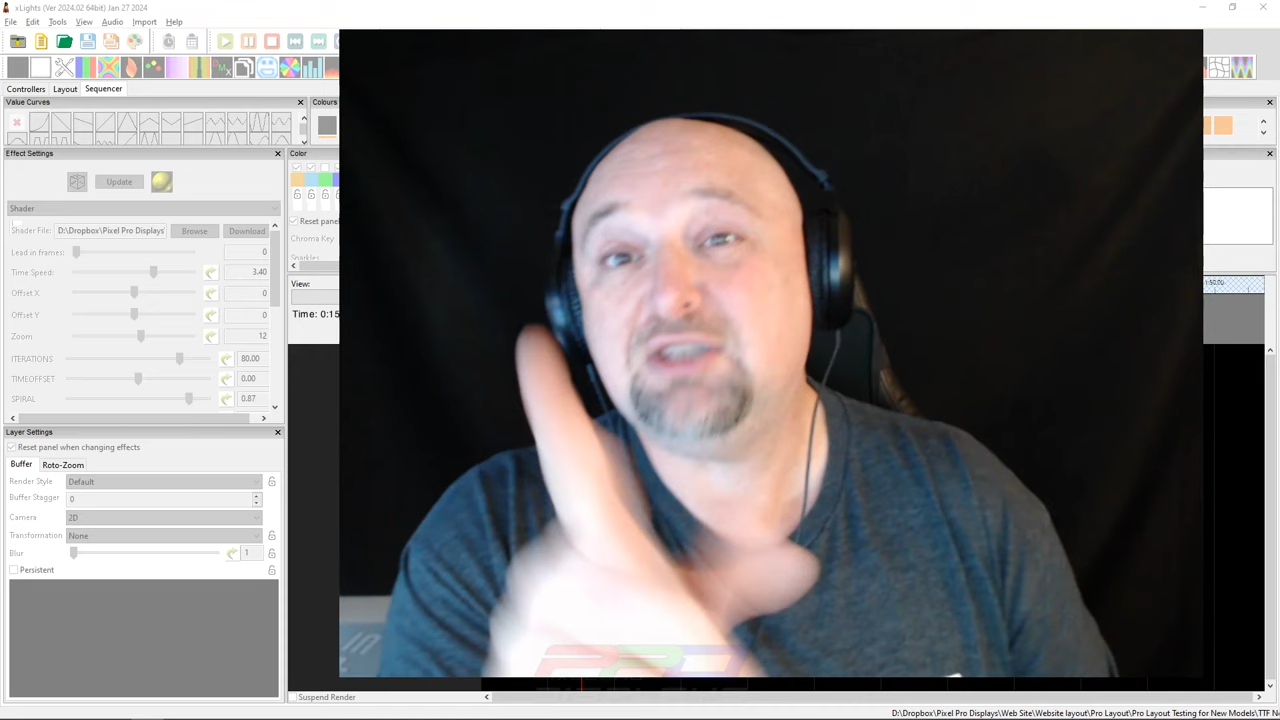 xLights (Ver 2024.02 64bit) Jan 27 2024
File Edit Tools View Audio Import Help
Controllers Layout Sequencer
Value Curves
Colours
Effect Settings
Color
Update
Shader
Shader File: D:\Dropbox\Pixel Pro Displays Browse Download
Reset panel
Chroma Key
Lead in frames: 0
Sparkles
Time Speed: 3.40
View:
Offset X 0
Offset Y 0
Time: 0:15
1:50.00
Zoom 12
ITERATIONS 80.00
TIMEOFFSET 0.00
SPIRAL 0.87
Layer Settings
Reset panel when changing effects
Buffer Roto-Zoom
Render Style Default
Buffer Stagger 0
Camera 2D
Transformation None
Blur 1
Persistent
Suspend Render
D:\Dropbox\Pixel Pro Displays\Web Site\Website layout\Pro Layout\Pro Layout Testing for New Models\TTF N